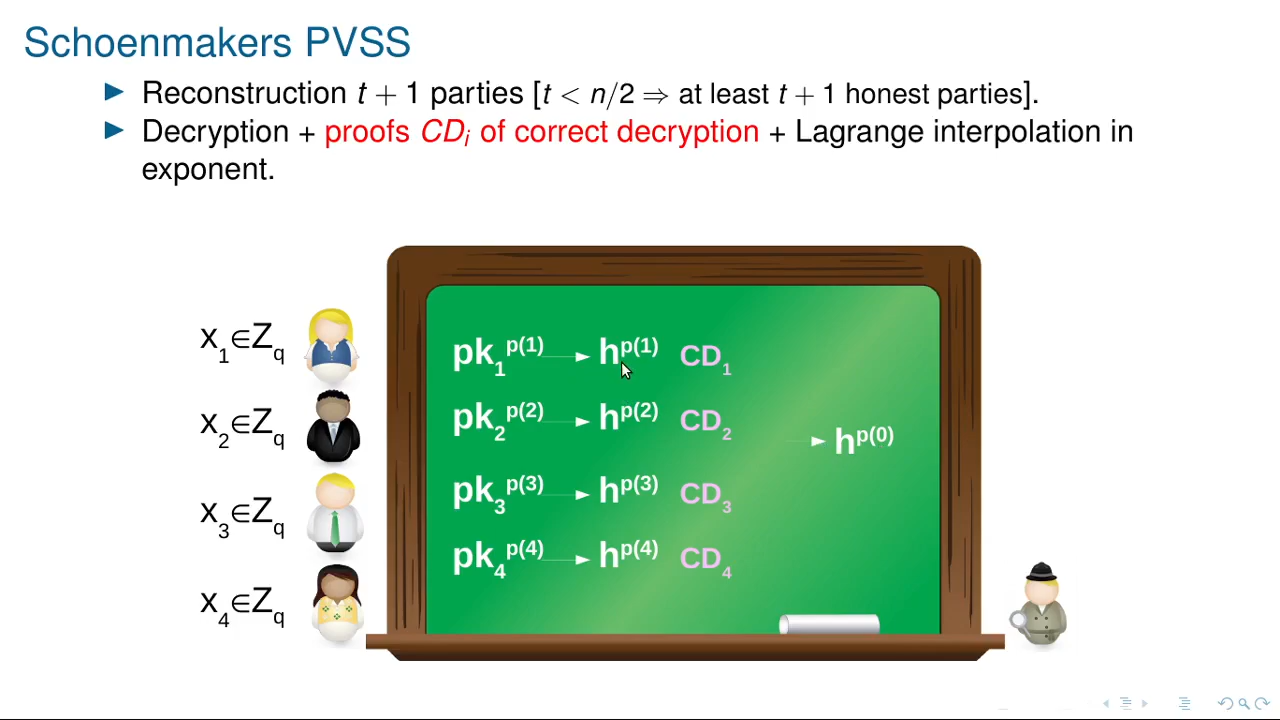 Schoenmakers PVSS
Reconstruction t + 1 parties [t < n/2 ⇒ at least t + 1 honest parties].
Decryption + proofs CDᵢ of correct decryption + Lagrange interpolation in
exponent.
x₁∈Z_q pk₁^p(1) → h^p(1) CD₁
x₂∈Z_q pk₂^p(2) → h^p(2) CD₂
→ h^p(0)
x₃∈Z_q pk₃^p(3) → h^p(3) CD₃
x₄∈Z_q pk₄^p(4) → h^p(4) CD₄